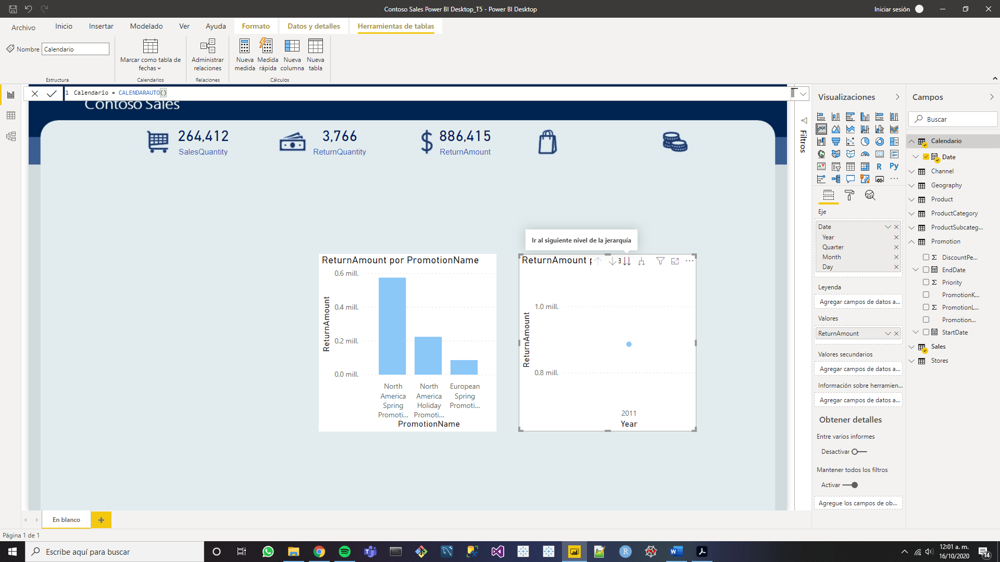 Contoso Sales Power BI Desktop_T5 - Power BI Desktop
Iniciar sesión
Archivo
Inicio
Insertar
Modelado
Ver
Ayuda
Formato
Datos y detalles
Herramientas de tablas
Nombre
Calendario
Marcar como tabla de
fechas
Administrar
relaciones
Nueva
medida
Medida
rápida
Nueva
columna
Nueva
tabla
Estructura
Calendarios
Relaciones
Cálculos
1 Calendario = CALENDARAUTO()
Contoso Sales
264,412
SalesQuantity
3,766
ReturnQuantity
886,415
ReturnAmount
Ir al siguiente nivel de la jerarquía
ReturnAmount por PromotionName
0.6 mill.
0.4 mill.
0.2 mill.
0.0 mill.
ReturnAmount
North
America
Spring
Promoti...
North
America
Holiday
Promoti...
European
Spring
Promoti...
PromotionName
ReturnAmount
1.0 mill.
0.8 mill.
ReturnAmount
2011
Year
Filtros
Visualizaciones
R
Py
123
Eje
Date
Year
Quarter
Month
Day
Leyenda
Agregar campos de datos a...
Valores
ReturnAmount
Valores secundarios
Agregar campos de datos a...
Información sobre herramien...
Agregar campos de datos a...
Obtener detalles
Entre varios informes
Desactivar
Mantener todos los filtros
Activar
Agregue los campos de ob...
Campos
Buscar
Calendario
Date
Channel
Geography
Product
ProductCategory
ProductSubcateg...
Promotion
Σ DiscountPe...
EndDate
Σ Priority
PromotionK...
Σ PromotionL...
Promotion...
StartDate
Sales
Stores
En blanco
+
Página 1 de 1
Escribe aquí para buscar
12:01 a. m.
16/10/2020
14